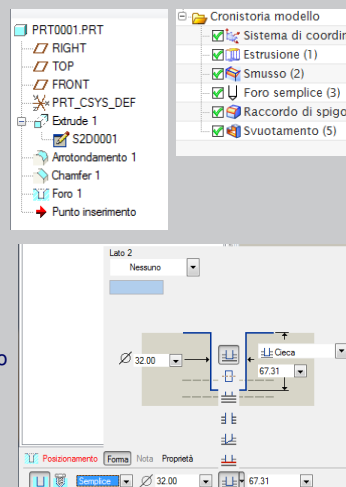 PRT0001.PRT
RIGHT
TOP
FRONT
PRT_CSYS_DEF
Extrude 1
S2D0001
Arrotondamento 1
Chamfer 1
Foro 1
Punto inserimento
Cronistoria modello
Sistema di coordin
Estrusione (1)
Smusso (2)
Foro semplice (3)
Raccordo di spigo
Svuotamento (5)
Lato 2
Nessuno
o
Ø 32.00
Cieca
67.31
Posizionamento Forma Nota Proprietà
Semplice Ø 32.00 67.31